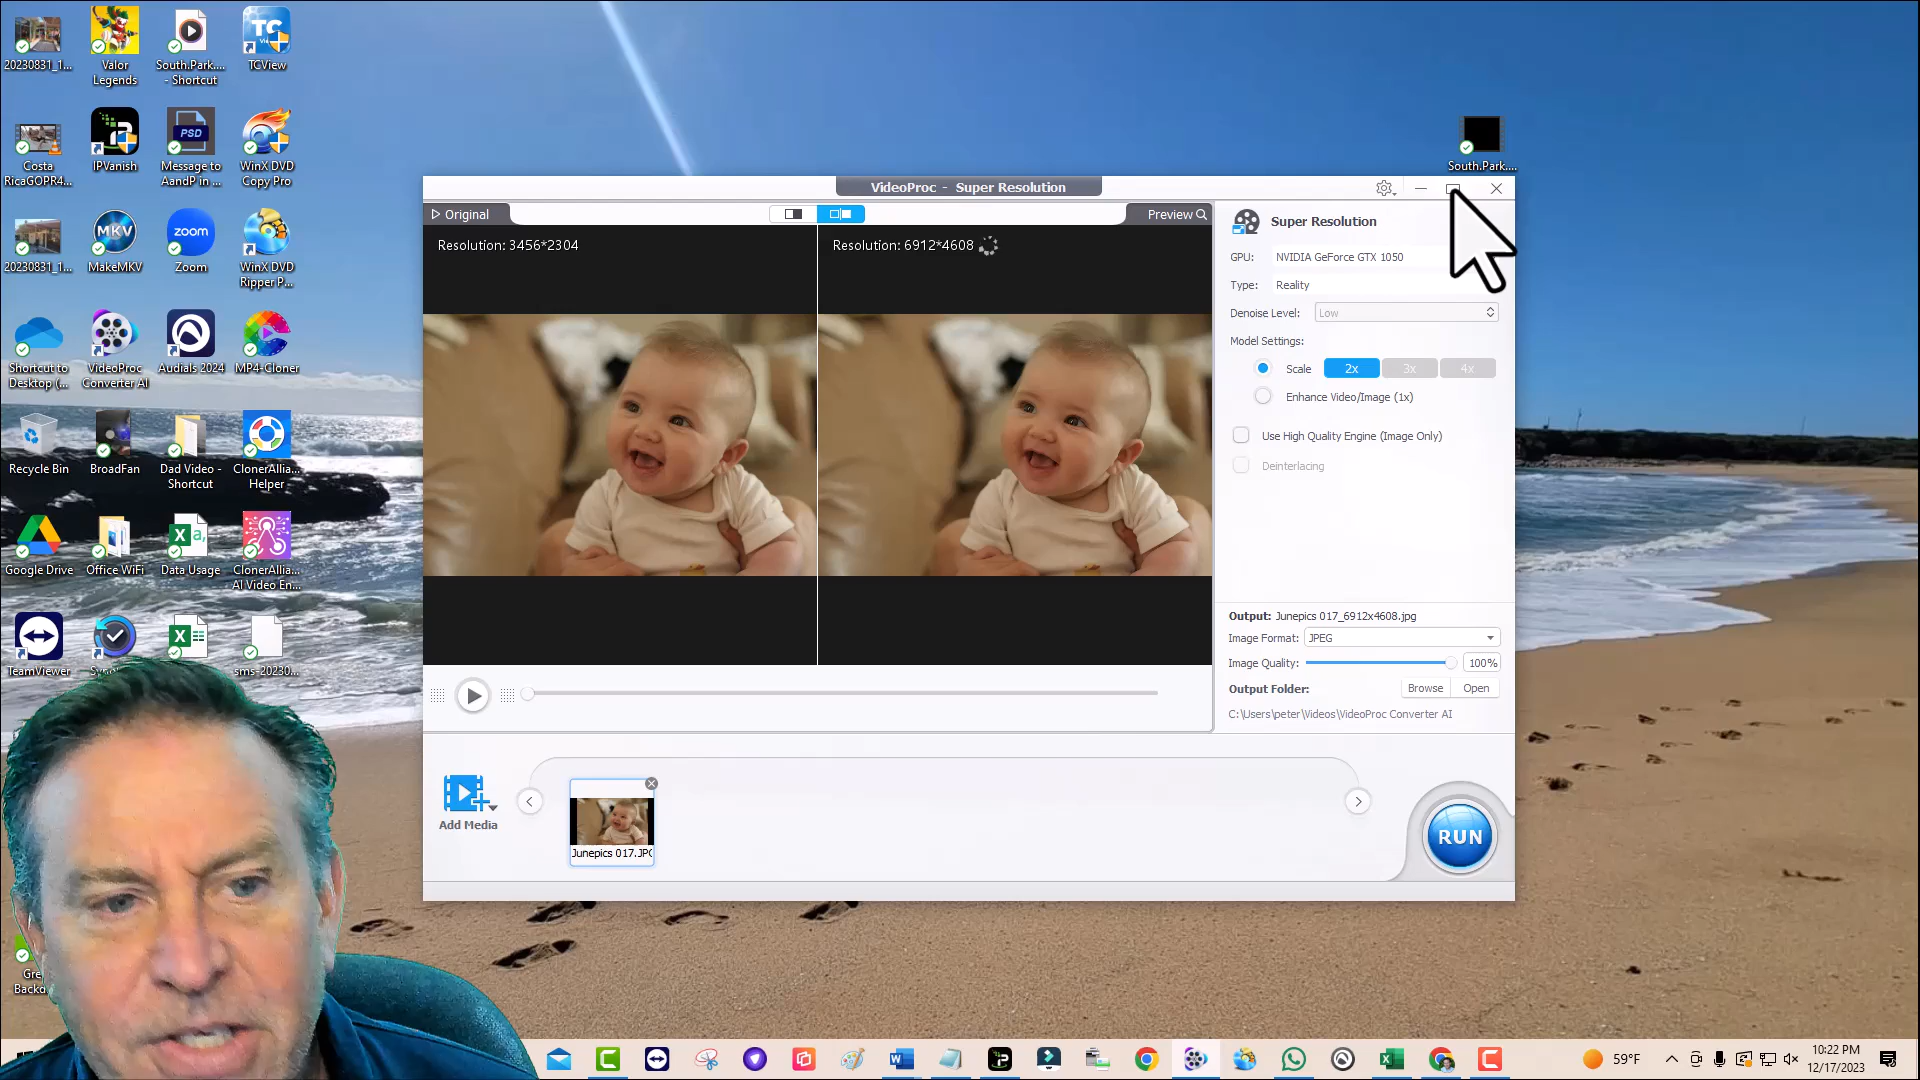 20230831_1...
Valor
Legends
South.Park....
- Shortcut
TCView
Costa
RicaGOPR4...
IPVanish
PSD
Message to
AandP in ...
WinX DVD
Copy Pro
20230831_1...
MKV
MakeMKV
zoom
Zoom
WinX DVD
Ripper P...
Shortcut to
Desktop (...
VideoProc
Converter AI
Audials 2024
MP4-Cloner
Recycle Bin
BroadFan
Dad Video -
Shortcut
ClonerAllia...
Helper
Google Drive
Office WiFi
Data Usage
ClonerAllia...
AI Video En...
TeamViewer
sms-20230...
South.Park....
VideoProc - Super Resolution
Original
Preview
Resolution: 3456*2304
Resolution: 6912*4608
Super Resolution
GPU: NVIDIA GeForce GTX 1050
Type: Reality
Denoise Level: Low
Model Settings:
Scale 2x 3x 4x
Enhance Video/Image (1x)
Use High Quality Engine (Image Only)
Deinterlacing
Output: Junepics 017_6912x4608.jpg
Image Format: JPEG
Image Quality: 100%
Output Folder: Browse Open
C:\Users\peter\Videos\VideoProc Converter AI
Add Media
Junepics 017.JPG
RUN
59°F
10:22 PM
12/17/2023